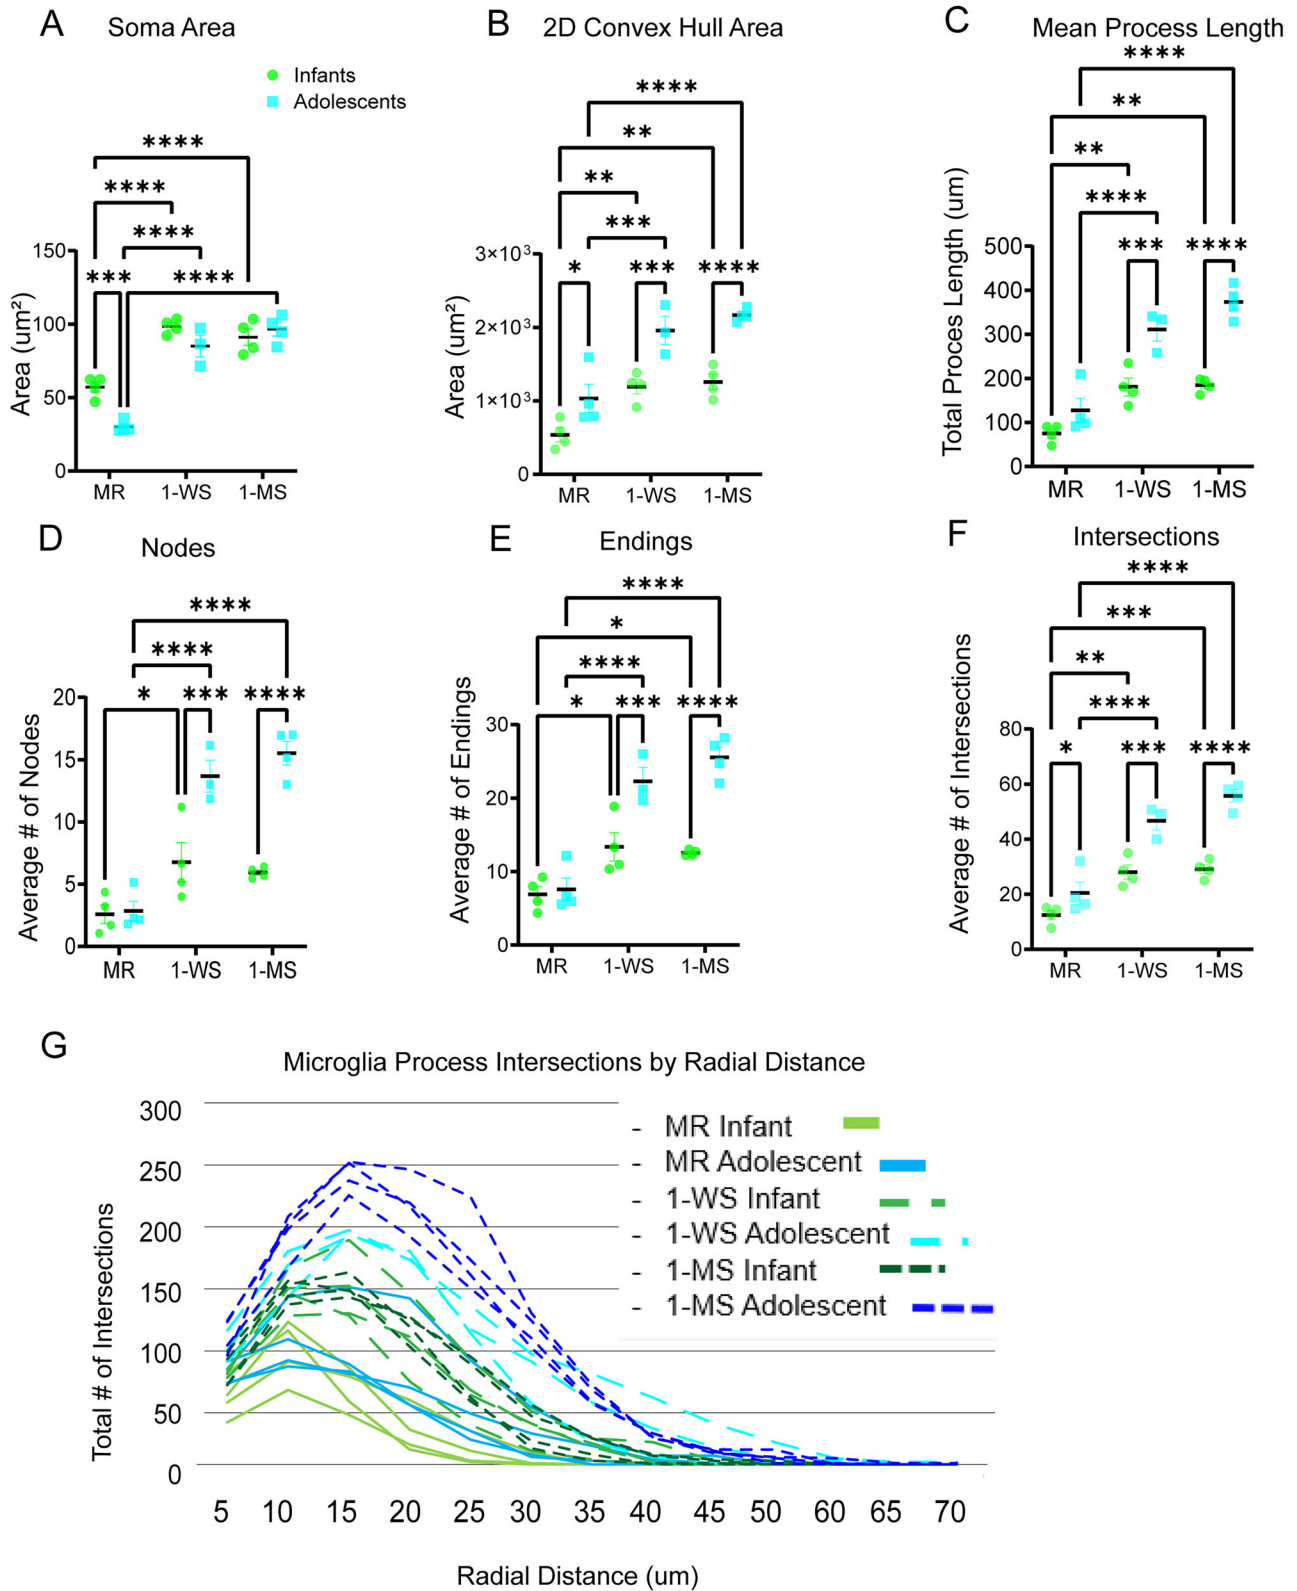 A Soma Area
Infants
Adolescents
****
****
****
*** ****
150
100
50
0
Area (um²)
MR 1-WS 1-MS
B 2D Convex Hull Area
****
**
**
***
* *** ****
3×10³
2×10³
1×10³
0
Area (um²)
MR 1-WS 1-MS
C Mean Process Length
****
**
**
****
*** ****
500
400
300
200
100
0
Total Proces Length (um)
MR 1-WS 1-MS
D Nodes
****
****
* *** ****
20
15
10
5
0
Average # of Nodes
MR 1-WS 1-MS
E Endings
****
*
****
* *** ****
30
20
10
0
Average # of Endings
MR 1-WS 1-MS
F Intersections
****
***
**
****
* *** ****
80
60
40
20
0
Average # of Intersections
MR 1-WS 1-MS
G
Microglia Process Intersections by Radial Distance
300
250
200
150
100
50
0
Total # of Intersections
- MR Infant
- MR Adolescent
- 1-WS Infant
- 1-WS Adolescent
- 1-MS Infant
- 1-MS Adolescent
5 10 15 20 25 30 35 40 45 50 60 65 70
Radial Distance (um)